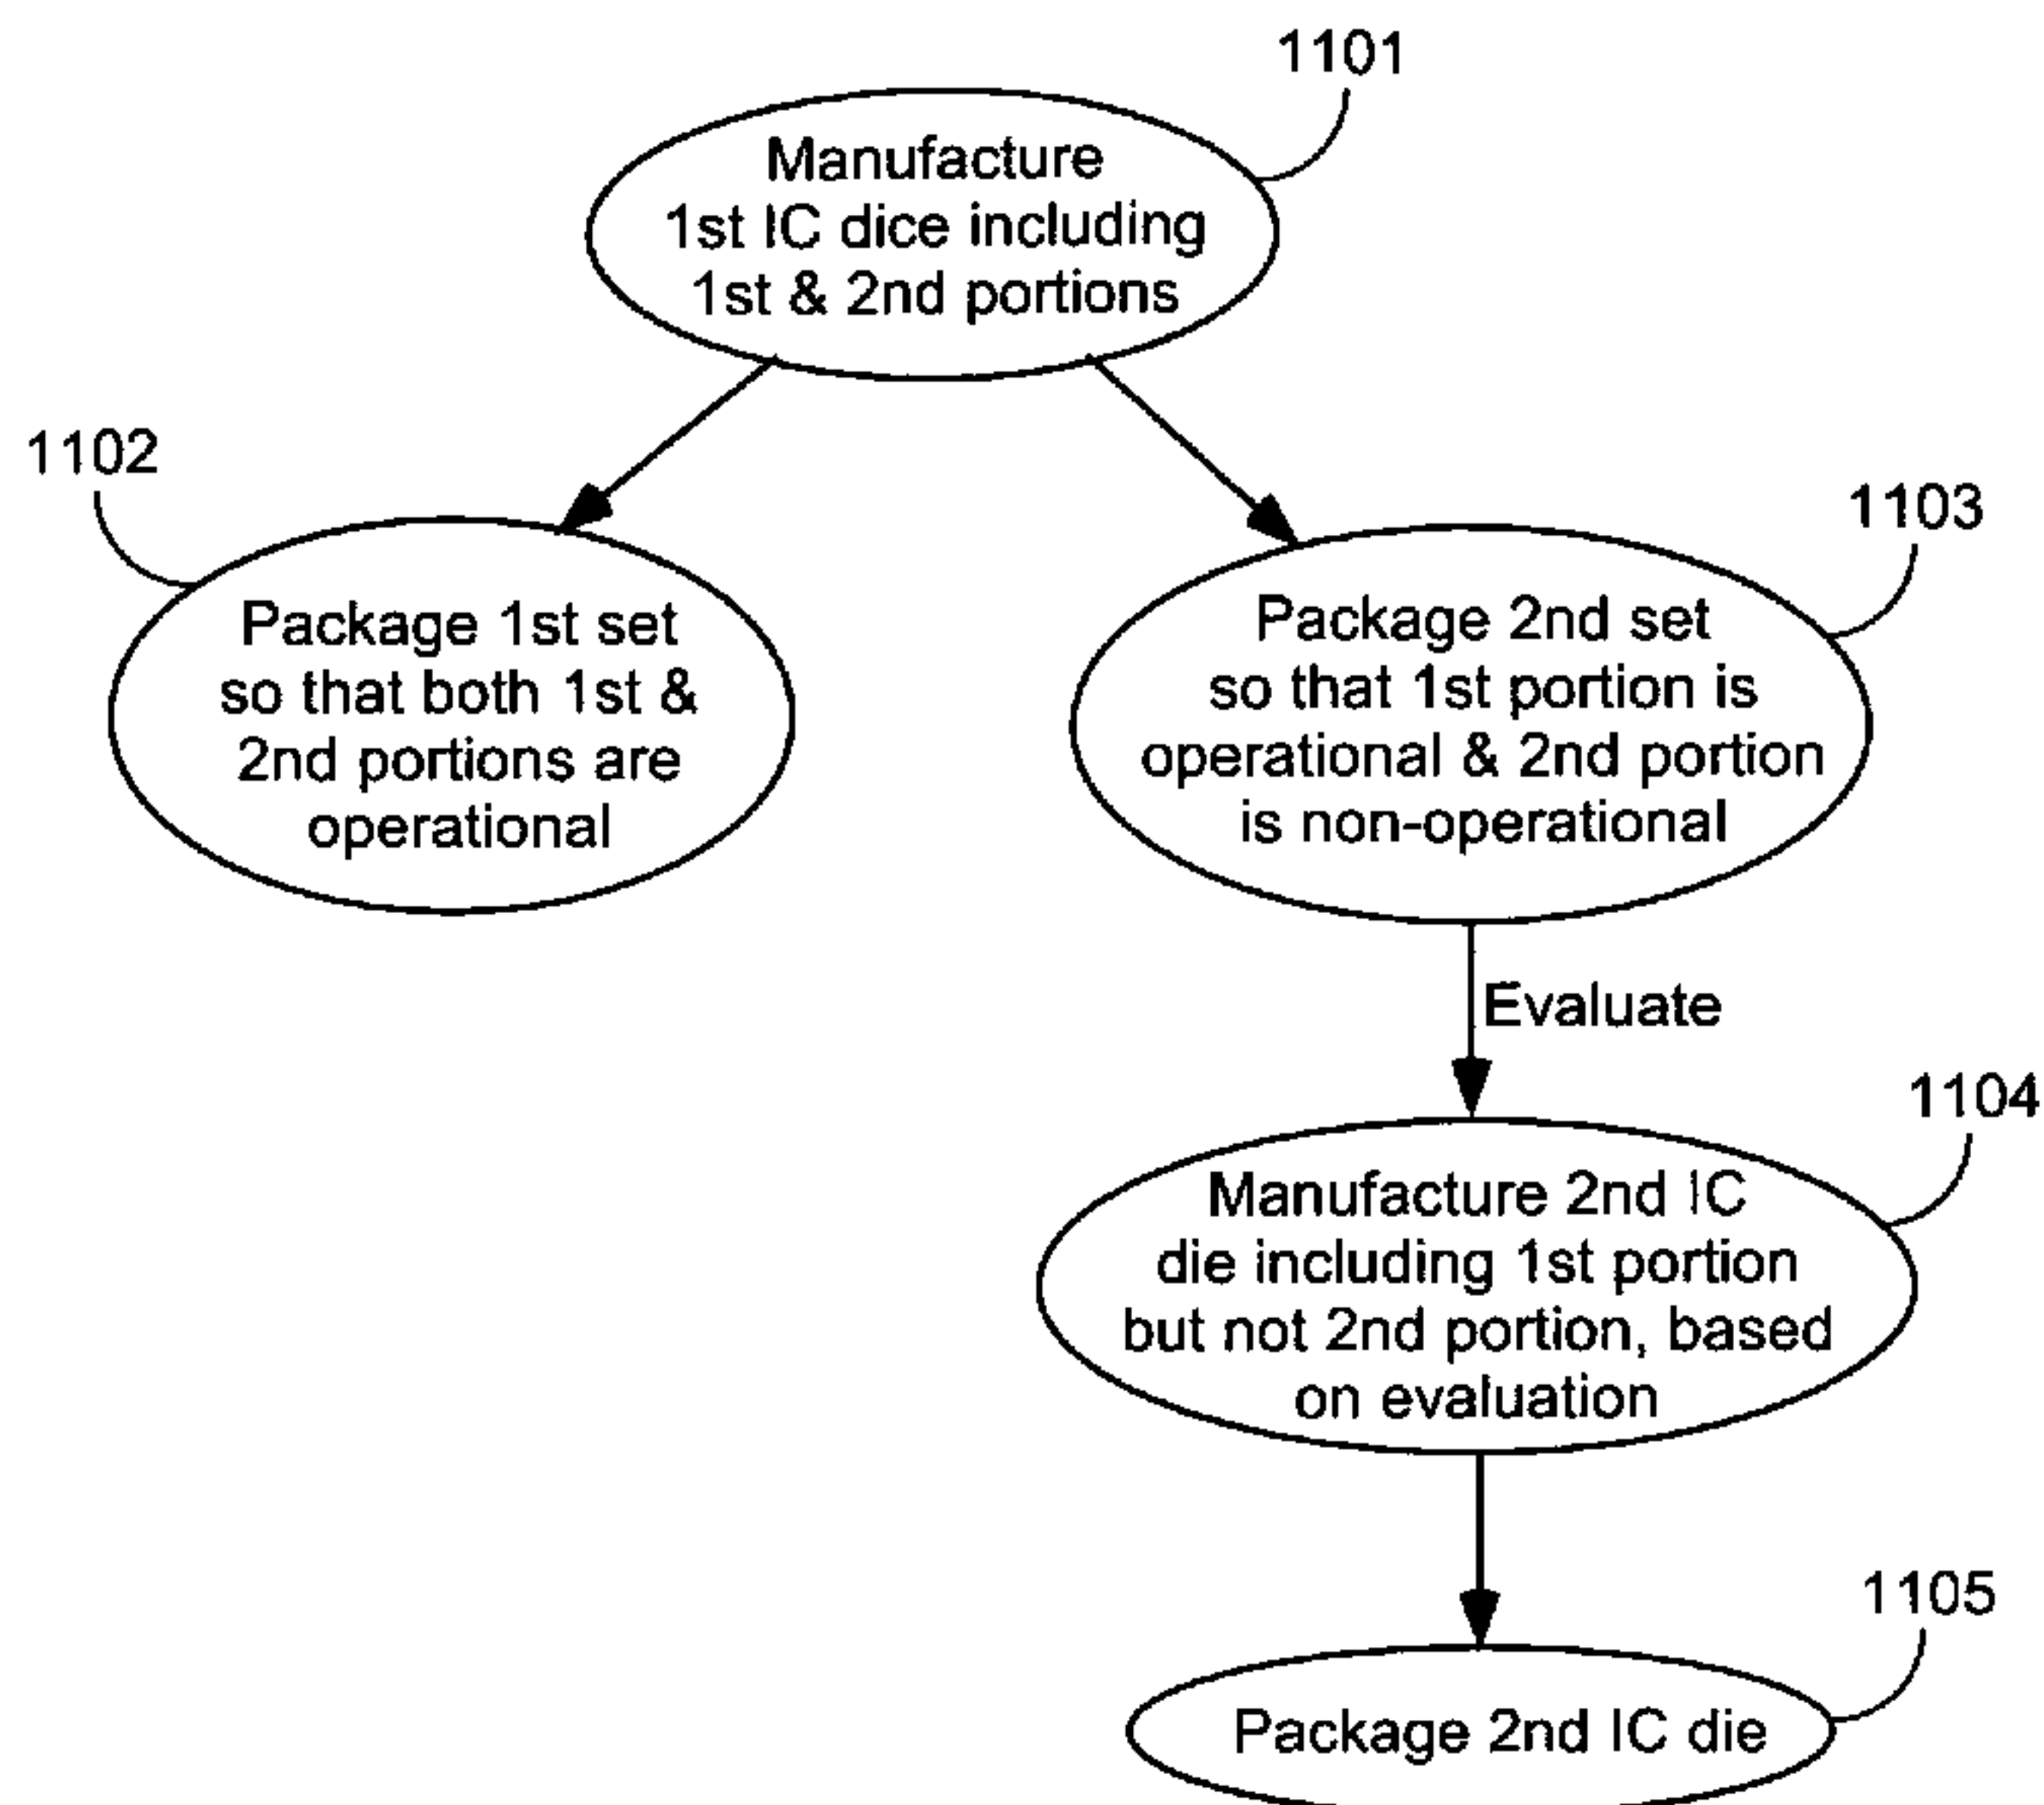 1101
Manufacture
1st IC dice including
1st & 2nd portions
1102
Package 1st set
so that both 1st &
2nd portions are
operational
1103
Package 2nd set
so that 1st portion is
operational & 2nd portion
is non-operational
Evaluate
1104
Manufacture 2nd IC
die including 1st portion
but not 2nd portion, based
on evaluation
1105
Package 2nd IC die